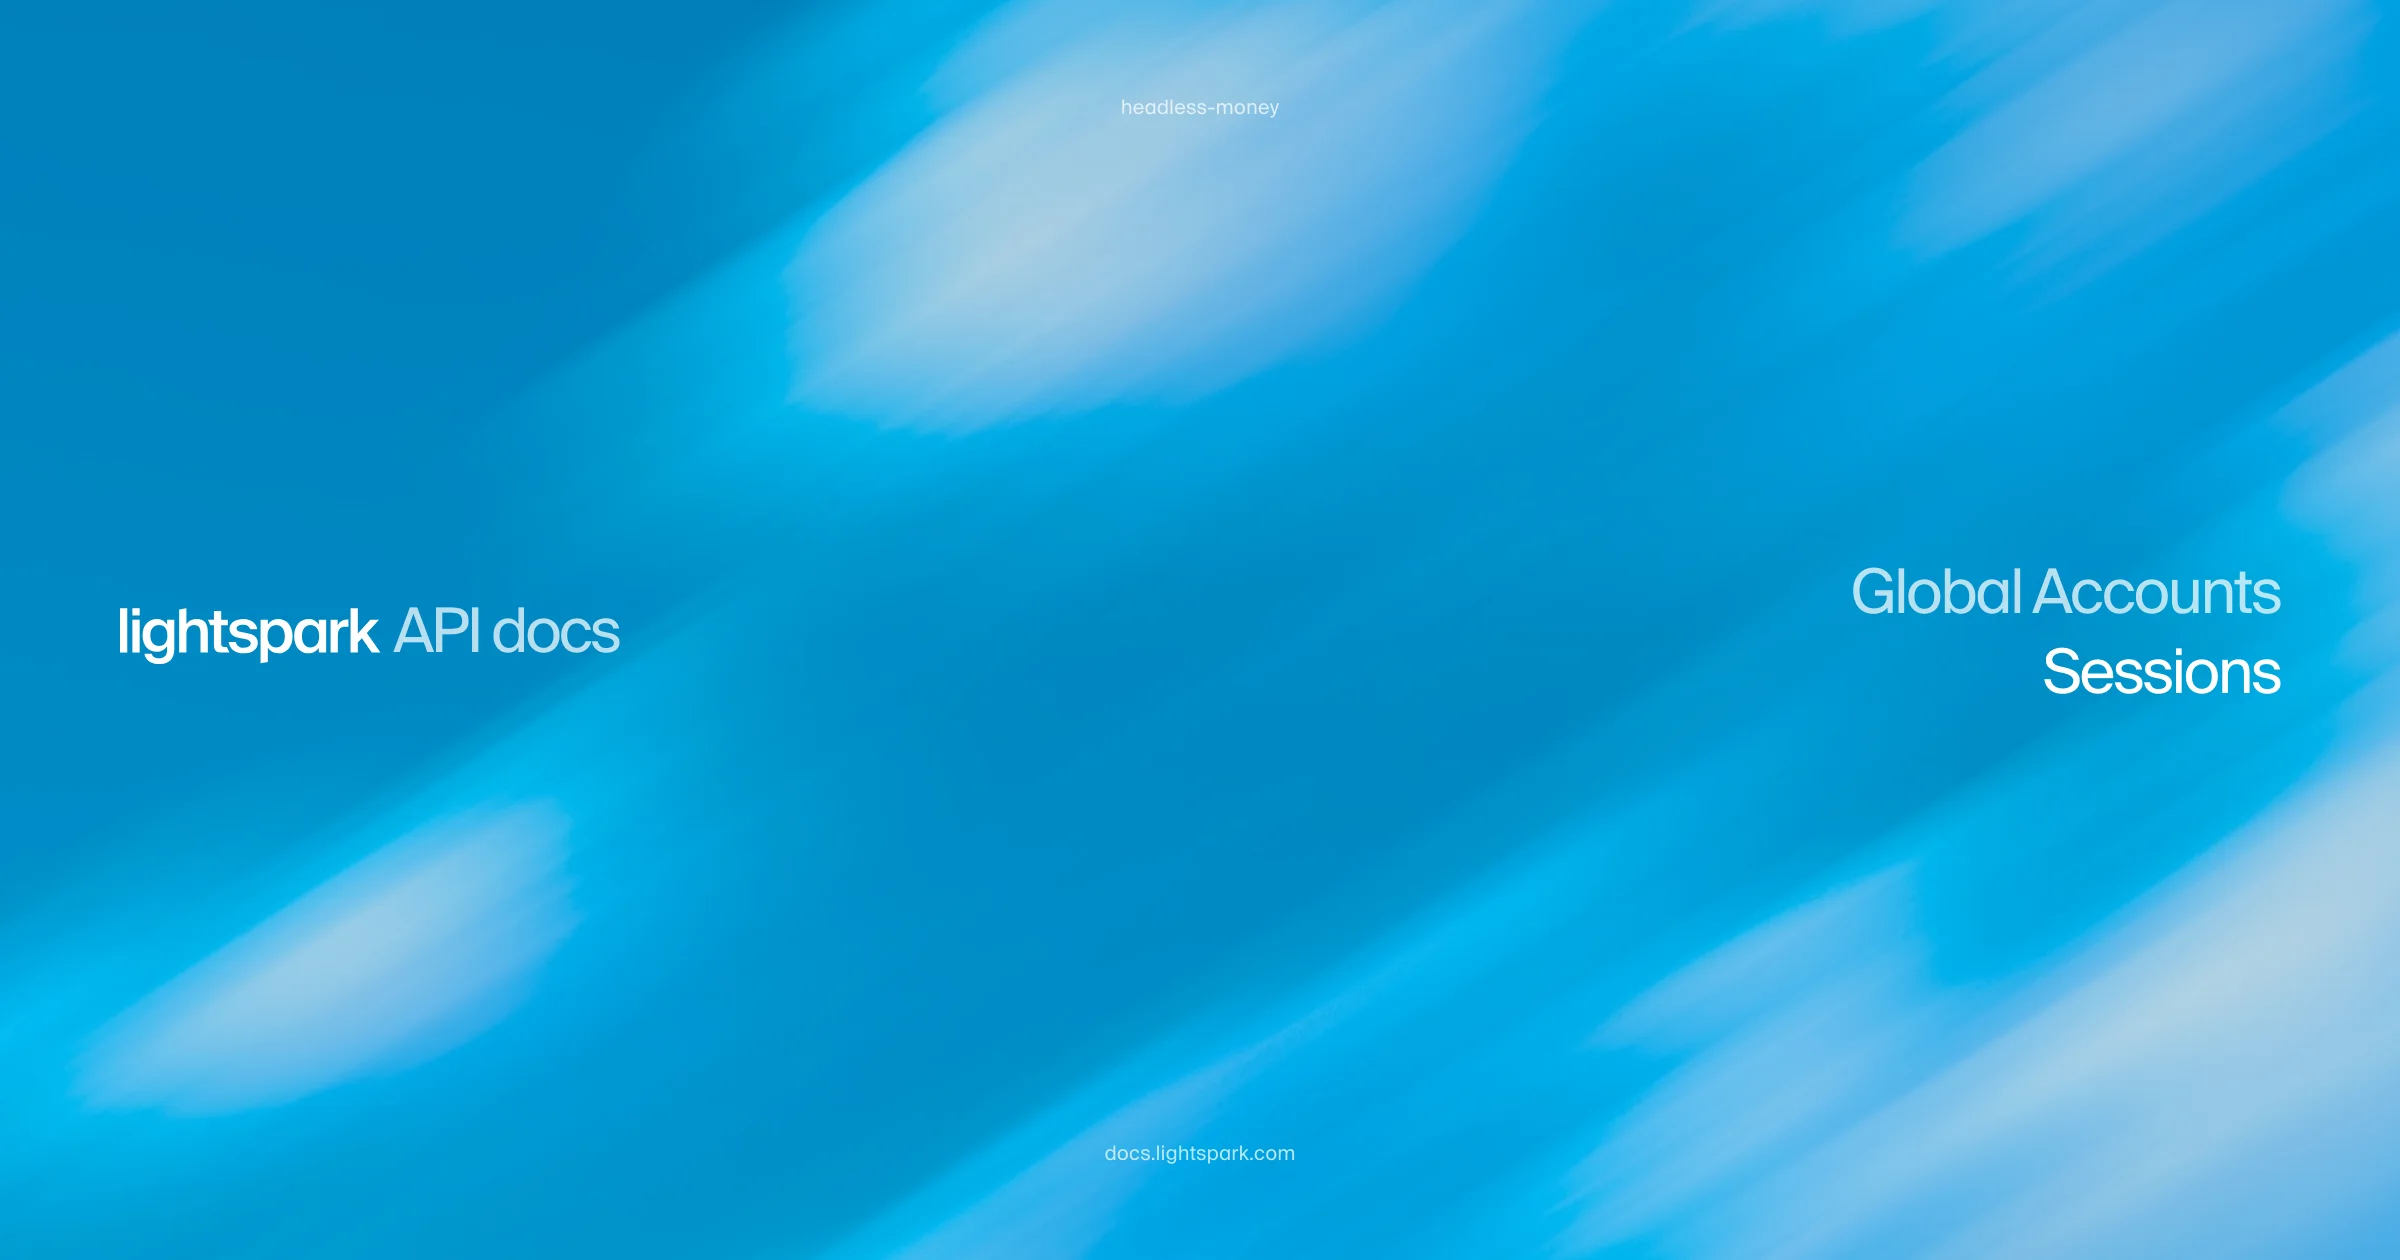 headless-money
lightspark API docs
Global Accounts
Sessions
docs.lightspark.com